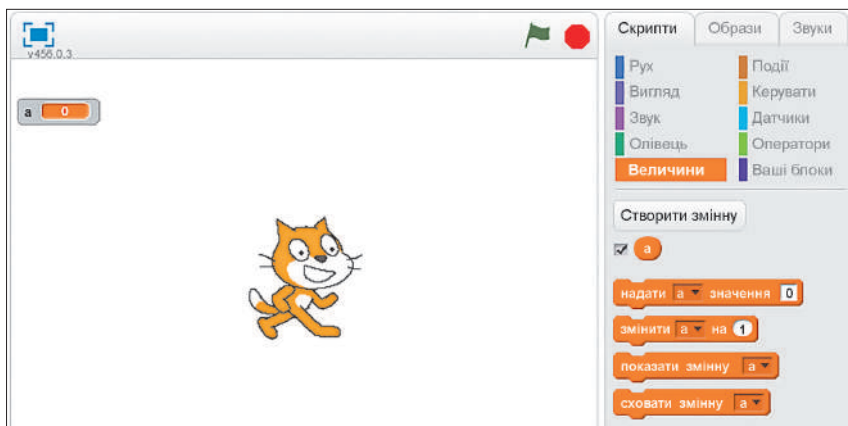 v456.0.3
a 0
Скрипти Образи Звуки
Рух Події
Вигляд Керувати
Звук Датчики
Олівець Оператори
Величини Ваші блоки
Створити змінну
a
надати a значення 0
змінити a на 1
показати змінну a
сховати змінну a